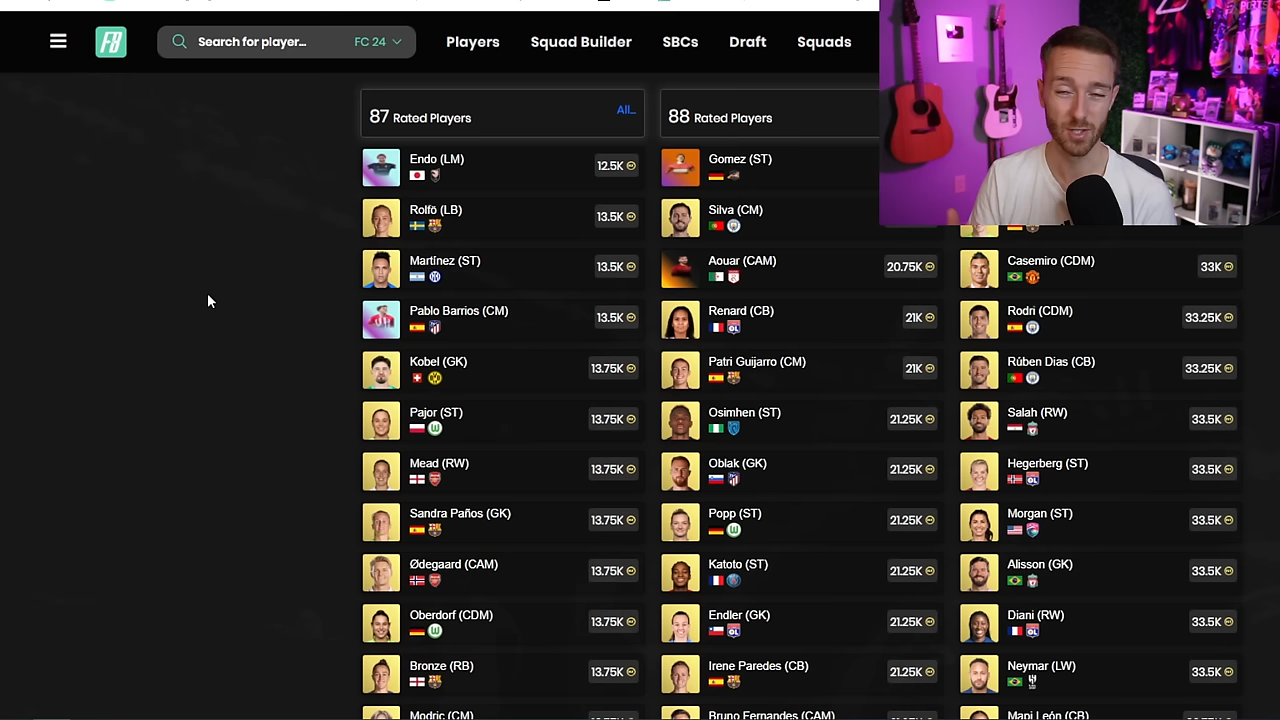 FB
Search for player...
FC 24
Players
Squad Builder
SBCs
Draft
Squads
87 Rated Players
All...
Endo (LM)
12.5K
Rolfö (LB)
13.5K
Martínez (ST)
13.5K
Pablo Barrios (CM)
13.5K
Kobel (GK)
13.75K
Pajor (ST)
13.75K
Mead (RW)
13.75K
Sandra Paños (GK)
13.75K
Ødegaard (CAM)
13.75K
Oberdorf (CDM)
13.75K
Bronze (RB)
13.75K
Modric (CM)
88 Rated Players
Gomez (ST)
Silva (CM)
Aouar (CAM)
20.75K
Renard (CB)
21K
Patri Guijarro (CM)
21K
Osimhen (ST)
21.25K
Oblak (GK)
21.25K
Popp (ST)
21.25K
Katoto (ST)
21.25K
Endler (GK)
21.25K
Irene Paredes (CB)
21.25K
Bruno Fernandes (CAM)
Casemiro (CDM)
33K
Rodri (CDM)
33.25K
Rúben Dias (CB)
33.25K
Salah (RW)
33.5K
Hegerberg (ST)
33.5K
Morgan (ST)
33.5K
Alisson (GK)
33.5K
Diani (RW)
33.5K
Neymar (LW)
33.5K
Mapi León (CB)